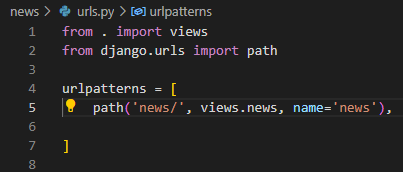 news > urls.py > urlpatterns
1 from . import views
2 from django.urls import path
3
4 urlpatterns = [
5     path('news/', views.news, name='news'),
6
7 ]
8